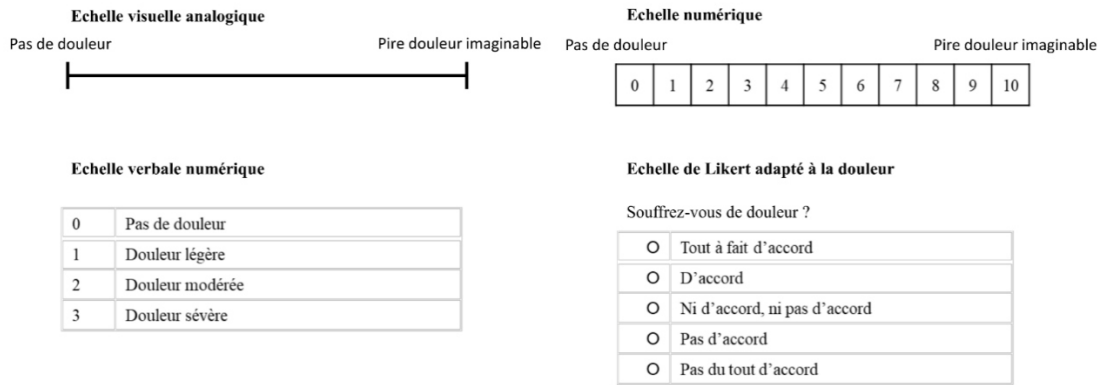 Echelle visuelle analogique
Pas de douleur
Pire douleur imaginable
Echelle numérique
Pas de douleur
Pire douleur imaginable
0 1 2 3 4 5 6 7 8 9 10
Echelle verbale numérique
0 Pas de douleur
1 Douleur légère
2 Douleur modérée
3 Douleur sévère
Echelle de Likert adapté à la douleur
Souffrez-vous de douleur ?
Tout à fait d’accord
D’accord
Ni d’accord, ni pas d’accord
Pas d’accord
Pas du tout d’accord